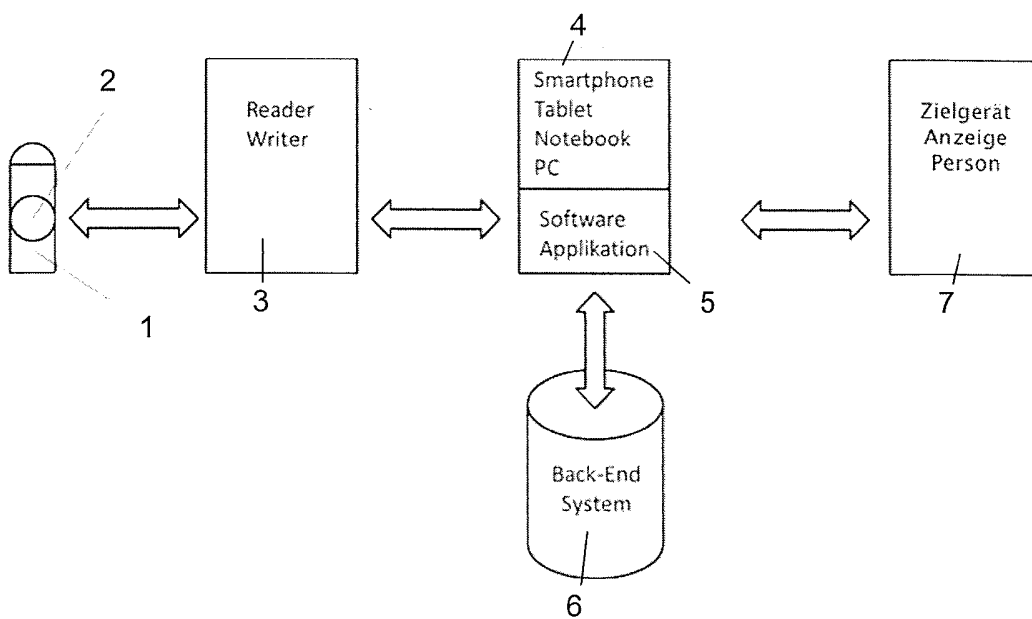 4
2
Smartphone
Tablet
Notebook
PC
Reader
Writer
Zielgerät
Anzeige
Person
Software
Applikation
3
1
5
7
Back-End
System
6